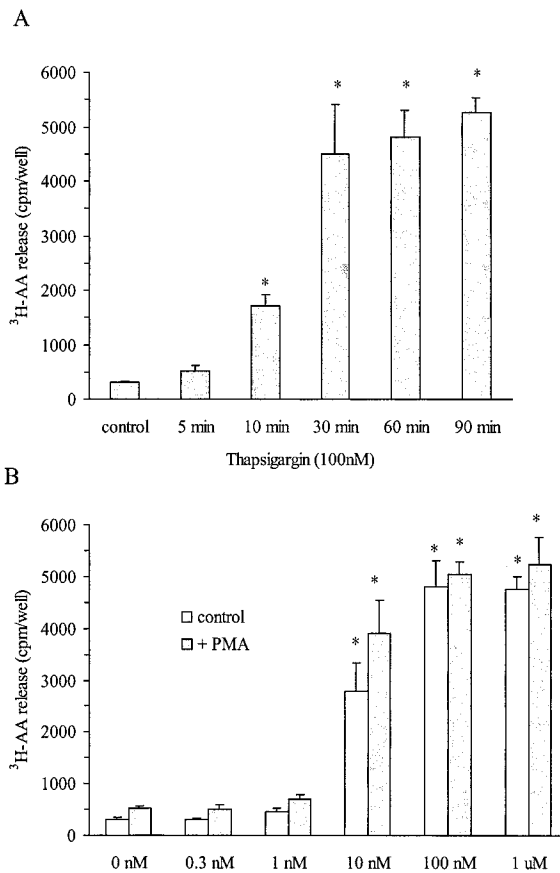 A
³H-AA release (cpm/well)
6000
5000
4000
3000
2000
1000
0
* * * *
control 5 min 10 min 30 min 60 min 90 min
Thapsigargin (100nM)
B
³H-AA release (cpm/well)
6000
5000
4000
3000
2000
1000
0
control
+ PMA
* * * * * *
0 nM 0.3 nM 1 nM 10 nM 100 nM 1 uM